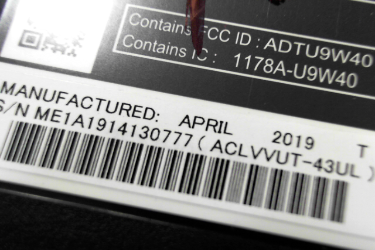 Contains FCC ID : ADTU9W40
Contains IC : 1178A-U9W40
MANUFACTURED: APRIL 2019 T
S/N ME1A1914130777 ( ACLVVUT-43UL )